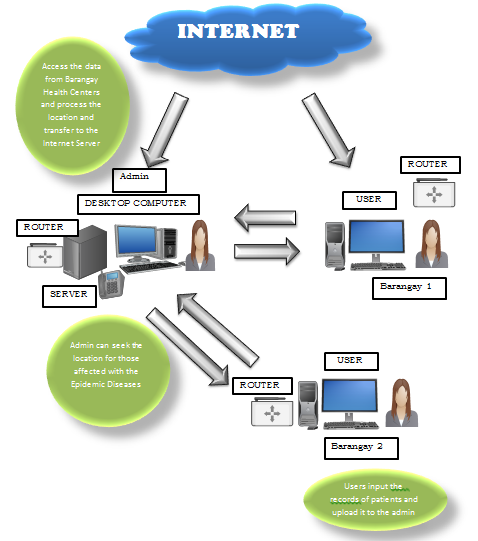 INTERNET
Access the data
from Barangay
Health Centers
and process the
location and
transfer to the
Internet Server
Admin
DESKTOP COMPUTER
ROUTER
SERVER
ROUTER
USER
Barangay 1
Admin can seek the
location for those
affected with the
Epidemic Diseases
USER
ROUTER
Barangay 2
Users input the
records of patients and
upload it to the admin